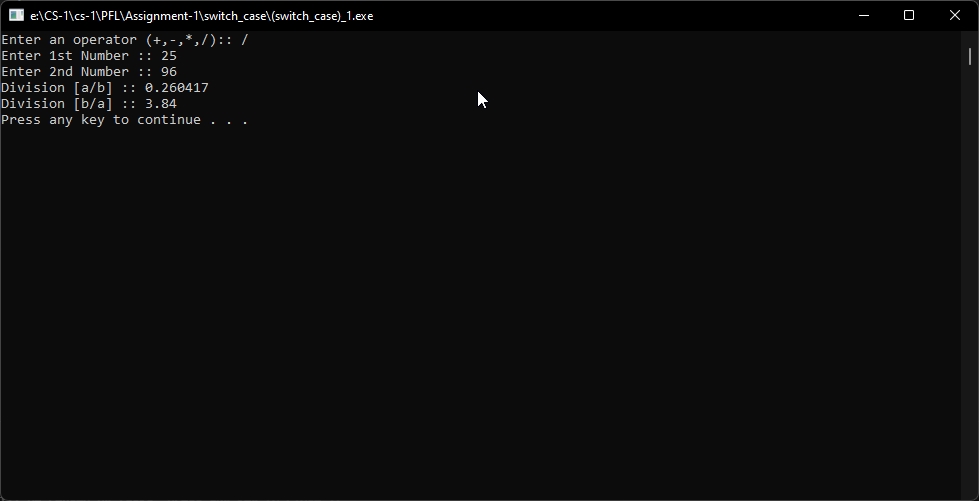 e:\CS-1\cs-1\PFL\Assignment-1\switch_case\(switch_case)_1.exe
Enter an operator (+,-,*,/):: /
Enter 1st Number :: 25
Enter 2nd Number :: 96
Division [a/b] :: 0.260417
Division [b/a] :: 3.84
Press any key to continue . . .